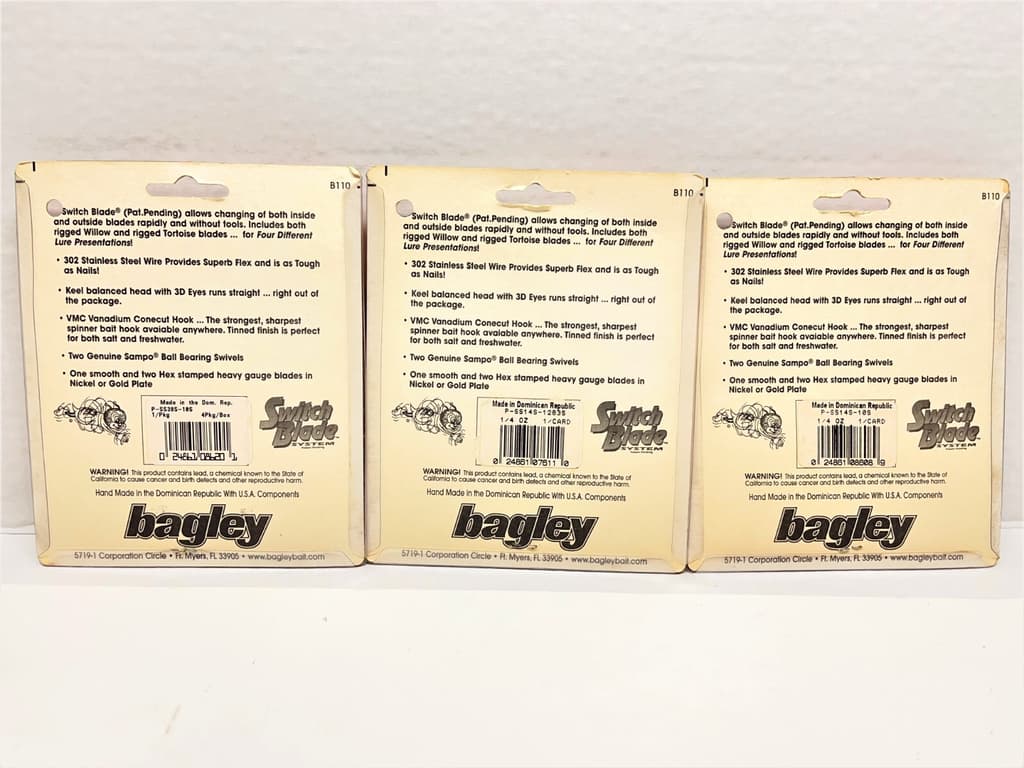 B110
Switch Blade® (Pat.Pending) allows changing of both inside
and outside blades rapidly and without tools. Includes both
rigged Willow and rigged Tortoise blades ... for Four Different
Lure Presentations!
• 302 Stainless Steel Wire Provides Superb Flex and is as Tough
as Nails!
• Keel balanced head with 3D Eyes runs straight ... right out of
the package.
• VMC Vanadium Conecut Hook ... The strongest, sharpest
spinner bait hook avaiable anywhere. Tinned finish is perfect
for both salt and freshwater.
• Two Genuine Sampo® Ball Bearing Swivels
• One smooth and two Hex stamped heavy gauge blades in
Nickel or Gold Plate
Made in the Dom. Rep.
P-SS38S-10S
1/Pkg 4Pkg/Box
Switch
Blade
SYSTEM
WARNING! This product contains lead, a chemical known to the State of
California to cause cancer and birth defects and other reproductive harm.
Hand Made in the Dominican Republic With U.S.A. Components
bagley
5719-1 Corporation Circle • Ft. Myers, FL 33905 • www.bagleybait.com
B110
Switch Blade® (Pat.Pending) allows changing of both inside
and outside blades rapidly and without tools. Includes both
rigged Willow and rigged Tortoise blades ... for Four Different
Lure Presentations!
• 302 Stainless Steel Wire Provides Superb Flex and is as Tough
as Nails!
• Keel balanced head with 3D Eyes runs straight ... right out of
the package.
• VMC Vanadium Conecut Hook ... The strongest, sharpest
spinner bait hook avaiable anywhere. Tinned finish is perfect
for both salt and freshwater.
• Two Genuine Sampo® Ball Bearing Swivels
• One smooth and two Hex stamped heavy gauge blades in
Nickel or Gold Plate
Made in Dominican Republic
P-SS14S-12835
1/4 OZ 1/CARD
0 24861 07611 0
Switch
Blade
SYSTEM
WARNING! This product contains lead, a chemical known to the State of
California to cause cancer and birth defects and other reproductive harm.
Hand Made in the Dominican Republic With U.S.A. Components
bagley
5719-1 Corporation Circle • Ft. Myers, FL 33905 • www.bagleybait.com
B110
Switch Blade® (Pat.Pending) allows changing of both inside
and outside blades rapidly and without tools. Includes both
rigged Willow and rigged Tortoise blades ... for Four Different
Lure Presentations!
• 302 Stainless Steel Wire Provides Superb Flex and is as Tough
as Nails!
• Keel balanced head with 3D Eyes runs straight ... right out of
the package.
• VMC Vanadium Conecut Hook ... The strongest, sharpest
spinner bait hook avaiable anywhere. Tinned finish is perfect
for both salt and freshwater.
• Two Genuine Sampo® Ball Bearing Swivels
• One smooth and two Hex stamped heavy gauge blades in
Nickel or Gold Plate
Made in Dominican Republic
P-SS14S-10S
1/4 OZ 1/CARD
0 24861 08608 9
Switch
Blade
SYSTEM
WARNING! This product contains lead, a chemical known to the State of
California to cause cancer and birth defects and other reproductive harm.
Hand Made in the Dominican Republic With U.S.A. Components
bagley
5719-1 Corporation Circle • Ft. Myers, FL 33905 • www.bagleybait.com